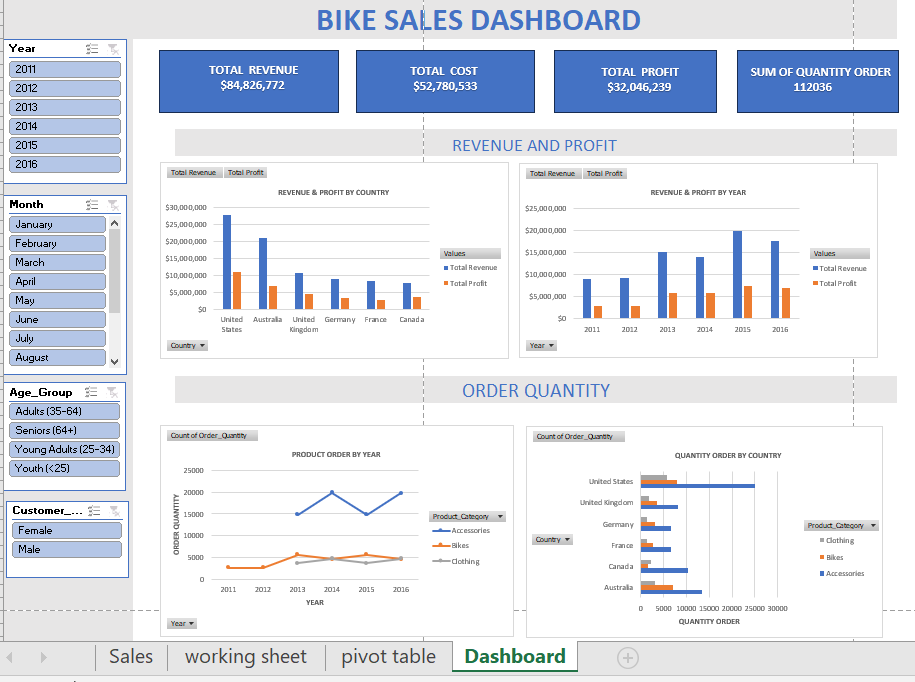 BIKE SALES DASHBOARD
Year
2011
2012
2013
2014
2015
2016
Month
January
February
March
April
May
June
July
August
Age_Group
Adults (35-64)
Seniors (64+)
Young Adults (25-34)
Youth (<25)
Customer_...
Female
Male
TOTAL REVENUE
$84,826,772
TOTAL COST
$52,780,533
TOTAL PROFIT
$32,046,239
SUM OF QUANTITY ORDER
112036
REVENUE AND PROFIT
Total Revenue Total Profit
REVENUE & PROFIT BY COUNTRY
$30,000,000
$25,000,000
$20,000,000
$15,000,000
$10,000,000
$5,000,000
$0
United States Australia United Kingdom Germany France Canada
Values
Total Revenue
Total Profit
Country
Total Revenue Total Profit
REVENUE & PROFIT BY YEAR
$25,000,000
$20,000,000
$15,000,000
$10,000,000
$5,000,000
$0
2011 2012 2013 2014 2015 2016
Values
Total Revenue
Total Profit
Year
ORDER QUANTITY
Count of Order_Quantity
PRODUCT ORDER BY YEAR
ORDER QUANTITY
25000
20000
15000
10000
5000
0
2011 2012 2013 2014 2015 2016
YEAR
Product_Category
Accessories
Bikes
Clothing
Year
Count of Order_Quantity
QUANTITY ORDER BY COUNTRY
Country
United States
United Kingdom
Germany
France
Canada
Australia
0 5000 10000 15000 20000 25000 30000
QUANTITY ORDER
Product_Category
Clothing
Bikes
Accessories
Sales working sheet pivot table Dashboard